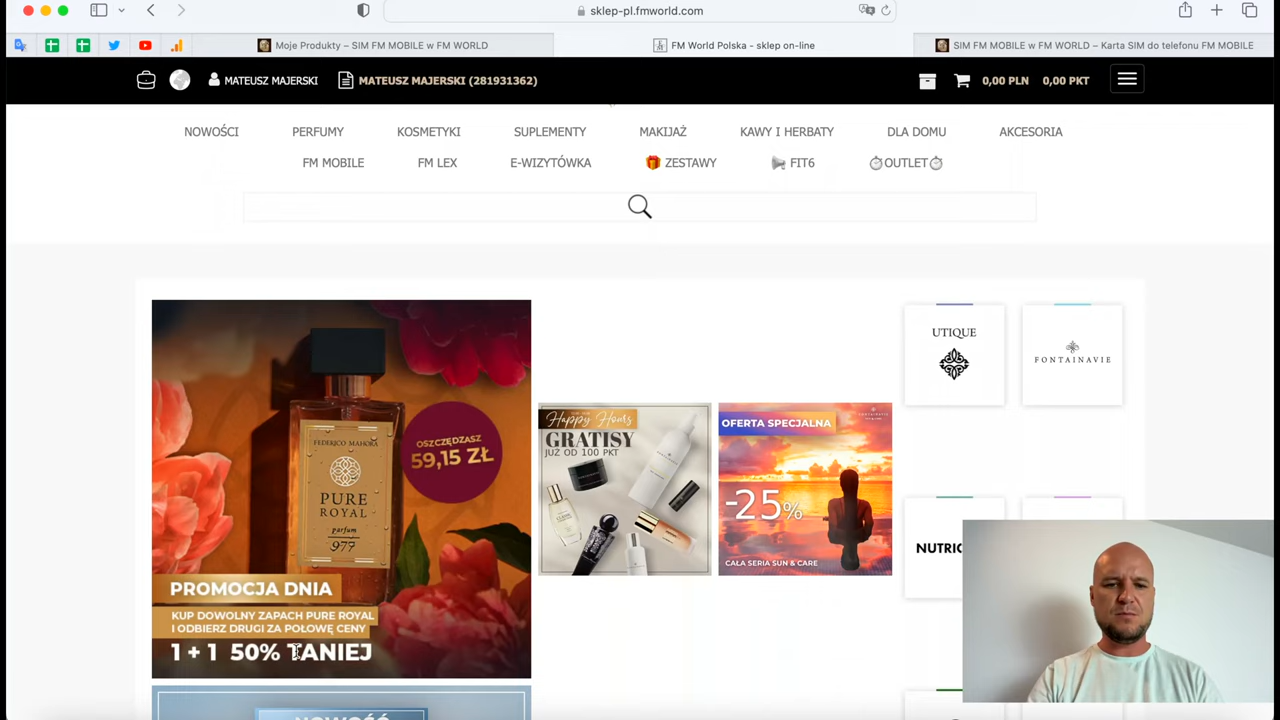 sklep-pl.fmworld.com
Moje Produkty – SIM FM MOBILE w FM WORLD
FM World Polska - sklep on-line
SIM FM MOBILE w FM WORLD – Karta SIM do telefonu FM MOBILE
MATEUSZ MAJERSKI
MATEUSZ MAJERSKI (281931362)
0,00 PLN
0,00 PKT
NOWOŚCI
PERFUMY
KOSMETYKI
SUPLEMENTY
MAKIJAŻ
KAWY I HERBATY
DLA DOMU
AKCESORIA
FM MOBILE
FM LEX
E-WIZYTÓWKA
ZESTAWY
FIT6
OUTLET
OSZCZĘDZASZ
59,15 ZŁ
FEDERICO MAHORA
PURE
ROYAL
parfum
977
PROMOCJA DNIA
KUP DOWOLNY ZAPACH PURE ROYAL
I ODBIERZ DRUGI ZA POŁOWĘ CENY
1 + 1 50% TANIEJ
NOWOŚĆ
Happy Hours
GRATISY
JUŻ OD 100 PKT
OFERTA SPECJALNA
-25%
CAŁA SERIA SUN & CARE
UTIQUE
FONTAINAVIE
NUTRIC